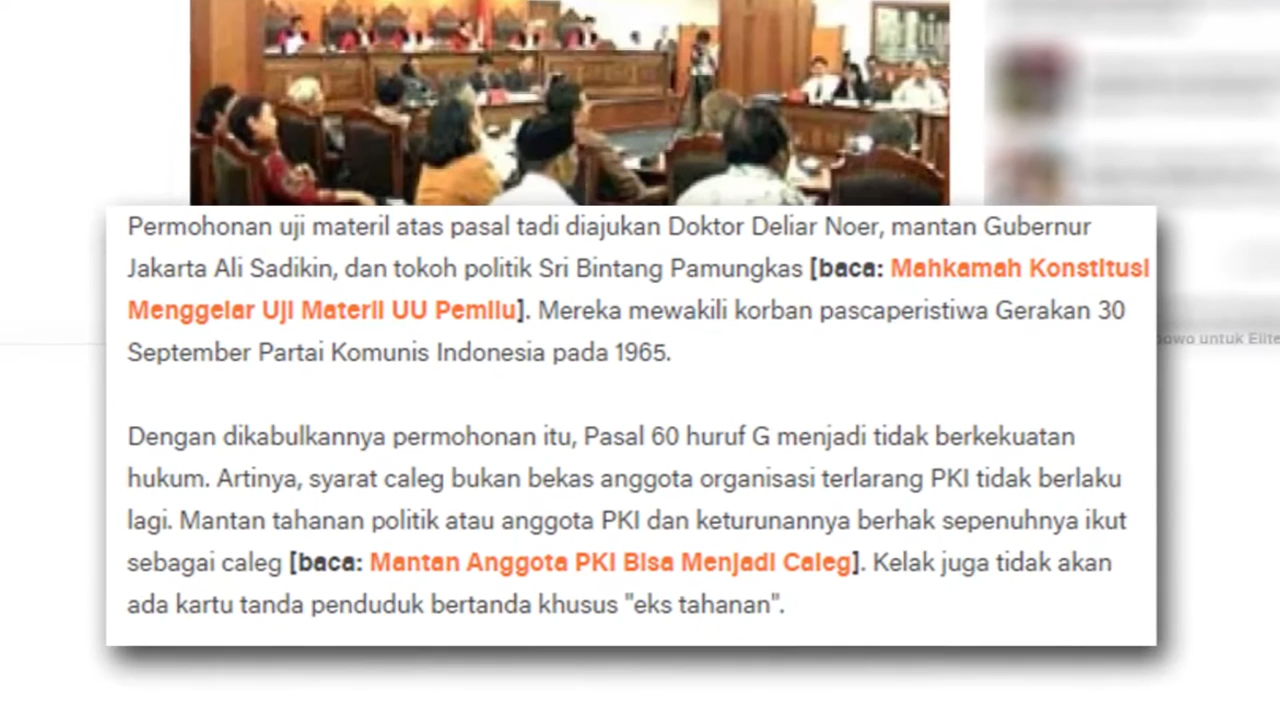 Permohonan uji materil atas pasal tadi diajukan Doktor Deliar Noer, mantan Gubernur
Jakarta Ali Sadikin, dan tokoh politik Sri Bintang Pamungkas [baca: Mahkamah Konstitusi
Menggelar Uji Materil UU Pemilu]. Mereka mewakili korban pascaperistiwa Gerakan 30
September Partai Komunis Indonesia pada 1965.
untuk Elite
Dengan dikabulkannya permohonan itu, Pasal 60 huruf G menjadi tidak berkekuatan
hukum. Artinya, syarat caleg bukan bekas anggota organisasi terlarang PKI tidak berlaku
lagi. Mantan tahanan politik atau anggota PKI dan keturunannya berhak sepenuhnya ikut
sebagai caleg [baca: Mantan Anggota PKI Bisa Menjadi Caleg]. Kelak juga tidak akan
ada kartu tanda penduduk bertanda khusus "eks tahanan".